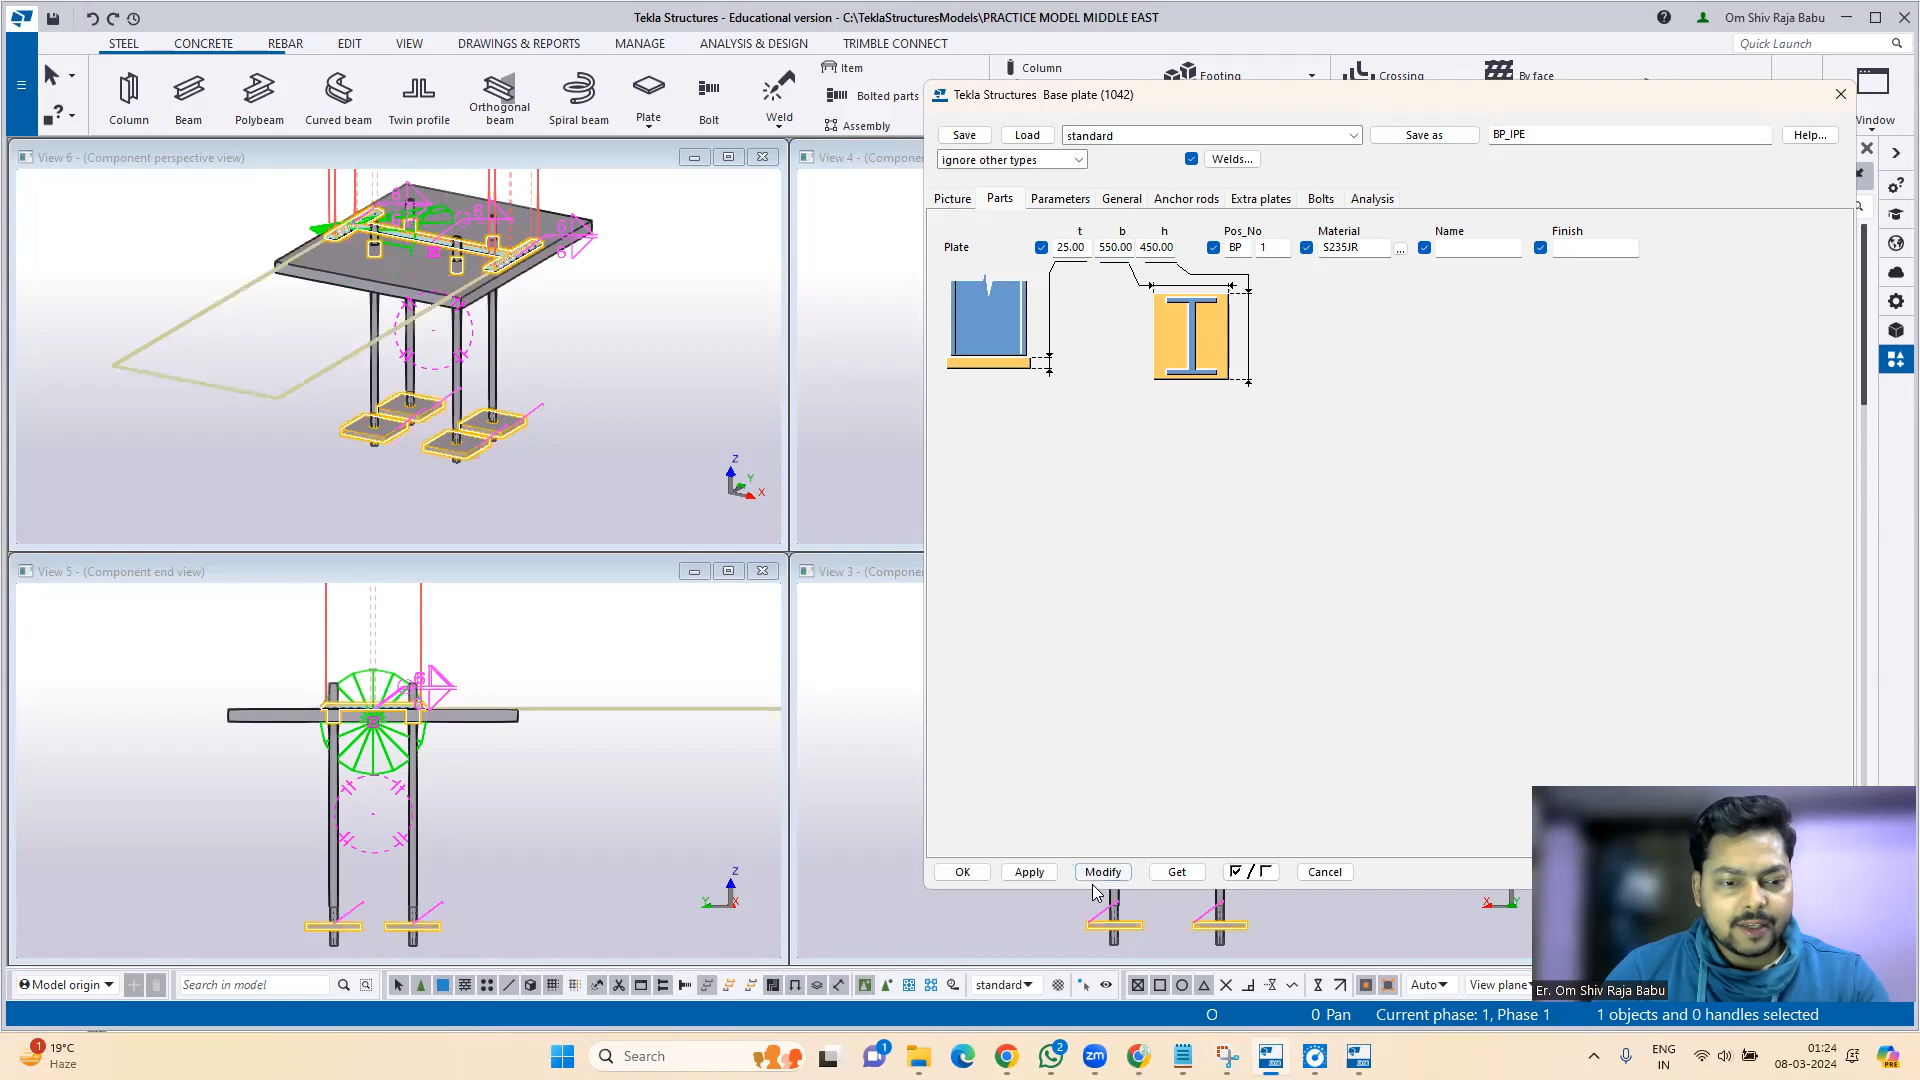 Tekla Structures - Educational version - C:\TeklaStructuresModels\PRACTICE MODEL MIDDLE EAST
Om Shiv Raja Babu
STEEL CONCRETE REBAR EDIT VIEW DRAWINGS & REPORTS MANAGE ANALYSIS & DESIGN TRIMBLE CONNECT
Quick Launch
Column
Beam
Polybeam
Curved beam
Twin profile
Orthogonal beam
Spiral beam
Plate
Bolt
Weld
Item
Bolted parts
Assembly
Column
Footing
Crossing
By face
Window
Tekla Structures Base plate (1042)
Save Load standard Save as BP_IPE Help...
ignore other types Welds...
Picture Parts Parameters General Anchor rods Extra plates Bolts Analysis
t b h Pos_No Material Name Finish
Plate 25.00 550.00 450.00 BP 1 S235JR ...
View 6 - (Component perspective view)
View 4 - (Compone
Z
Y
X
View 5 - (Component end view)
View 3 - (Compone
Z
Y
X
X
Y
OK Apply Modify Get / Cancel
Er. Om Shiv Raja Babu
Model origin Search in model standard Auto View plane
O 0 Pan Current phase: 1, Phase 1 1 objects and 0 handles selected
1
19°C
Haze
Search
1
2
2023
2023
ENG
IN
01:24
08-03-2024
PRE